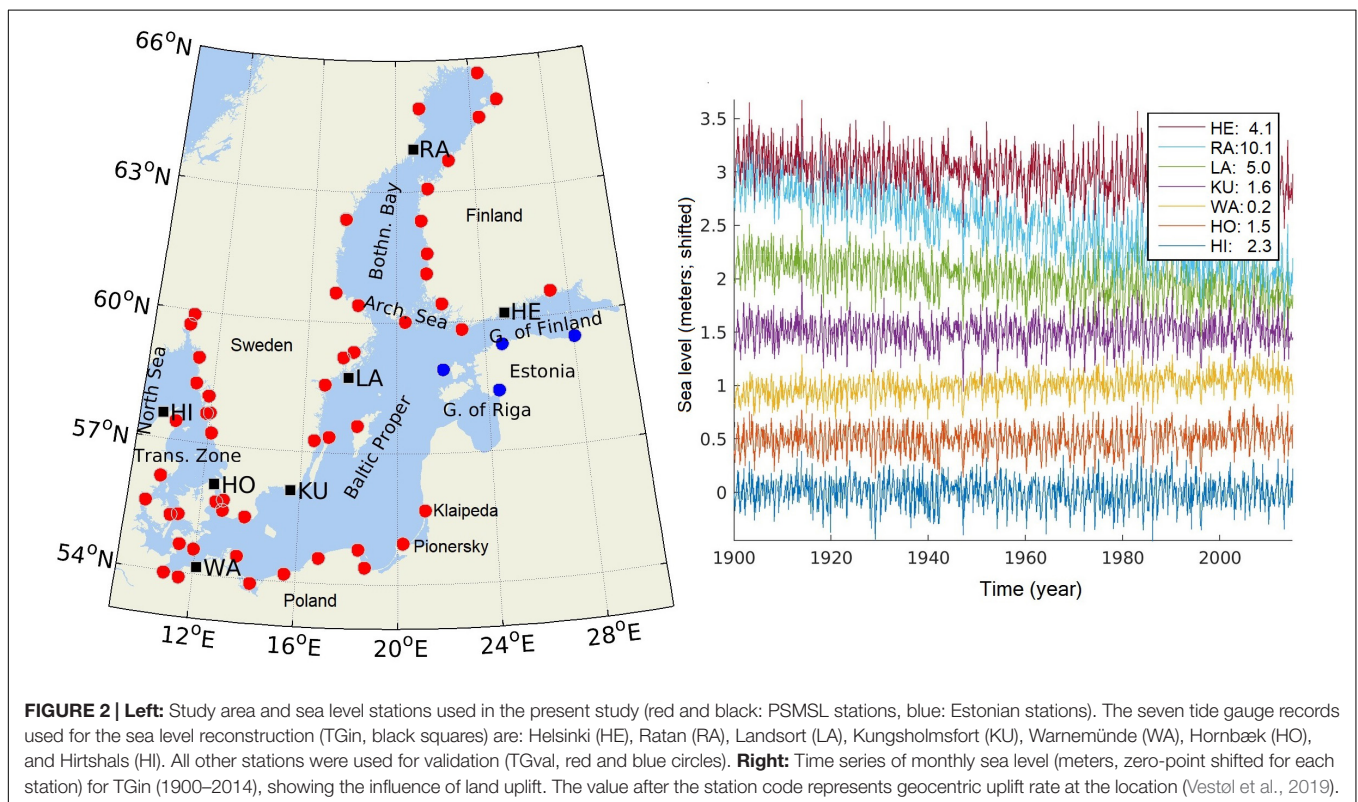 66°N
63°N
60°N
57°N
54°N
12°E
16°E
20°E
24°E
28°E
RA
Bothn. Bay
Finland
Arch. Sea
HE
G. of Finland
Sweden
North Sea
LA
Estonia
G. of Riga
HI
Baltic Proper
Trans. Zone
HO
KU
Klaipeda
Pionersky
WA
Poland
Sea level (meters; shifted)
3.5
3
2.5
2
1.5
1
0.5
0
1900
1920
1940
1960
1980
2000
Time (year)
HE: 4.1
RA:10.1
LA: 5.0
KU: 1.6
WA: 0.2
HO: 1.5
HI: 2.3
FIGURE 2 | Left: Study area and sea level stations used in the present study (red and black: PSMSL stations, blue: Estonian stations). The seven tide gauge records
used for the sea level reconstruction (TGin, black squares) are: Helsinki (HE), Ratan (RA), Landsort (LA), Kungsholmsfort (KU), Warnemünde (WA), Hornbæk (HO),
and Hirtshals (HI). All other stations were used for validation (TGval, red and blue circles). Right: Time series of monthly sea level (meters, zero-point shifted for each
station) for TGin (1900–2014), showing the influence of land uplift. The value after the station code represents geocentric uplift rate at the location (Vestøl et al., 2019).